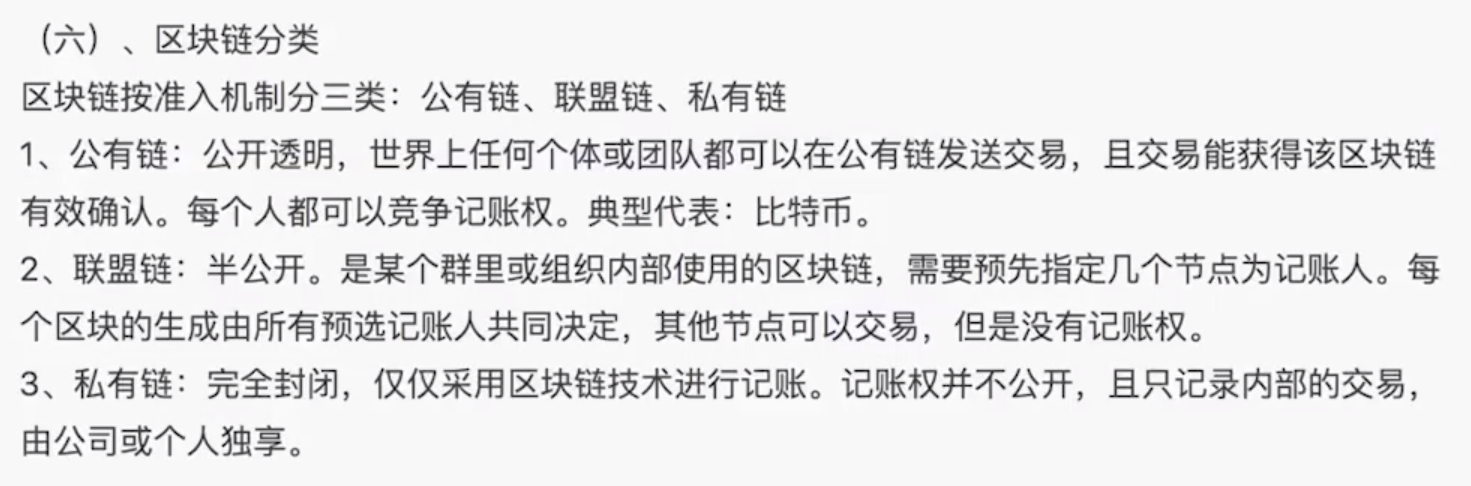 （六）、区块链分类
区块链按准入机制分三类：公有链、联盟链、私有链
1、公有链：公开透明，世界上任何个体或团队都可以在公有链发送交易，且交易能获得该区块链
有效确认。每个人都可以竞争记账权。典型代表：比特币。
2、联盟链：半公开。是某个群里或组织内部使用的区块链，需要预先指定几个节点为记账人。每
个区块的生成由所有预选记账人共同决定，其他节点可以交易，但是没有记账权。
3、私有链：完全封闭，仅仅采用区块链技术进行记账。记账权并不公开，且只记录内部的交易，
由公司或个人独享。